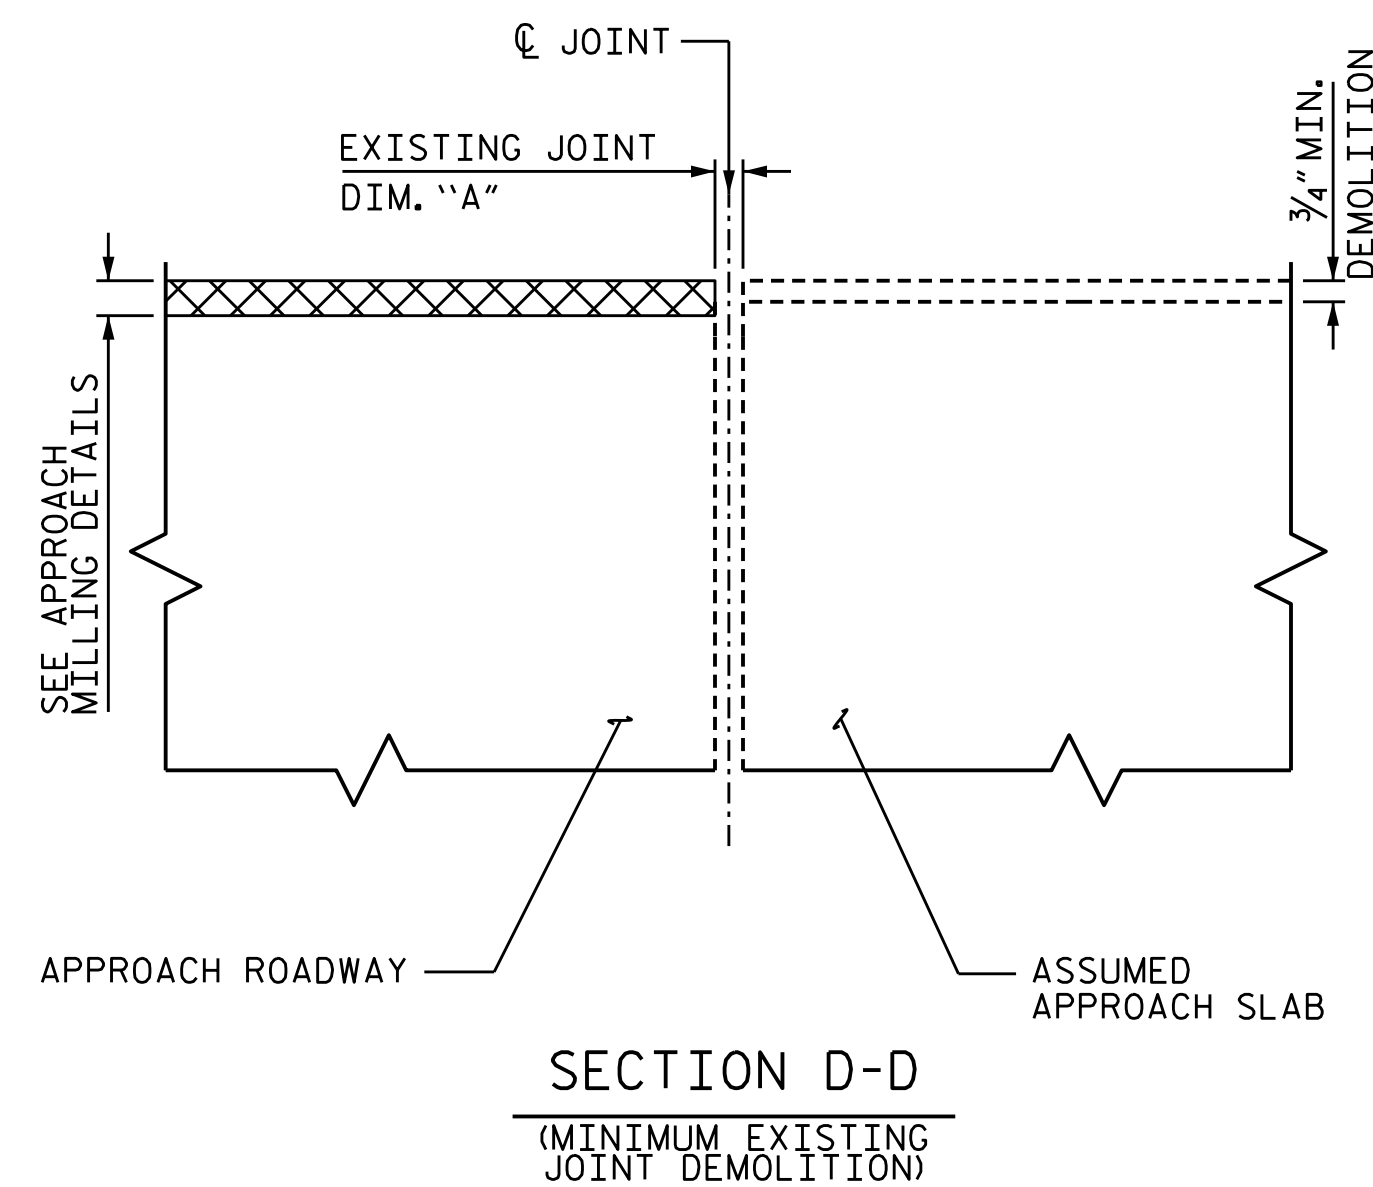 ℄ JOINT
EXISTING JOINT
DIM. ‘‘A”
3/4” MIN.
DEMOLITION
SEE APPROACH
MILLING DETAILS
APPROACH ROADWAY
ASSUMED
APPROACH SLAB
SECTION D-D
(MINIMUM EXISTING
JOINT DEMOLITION)